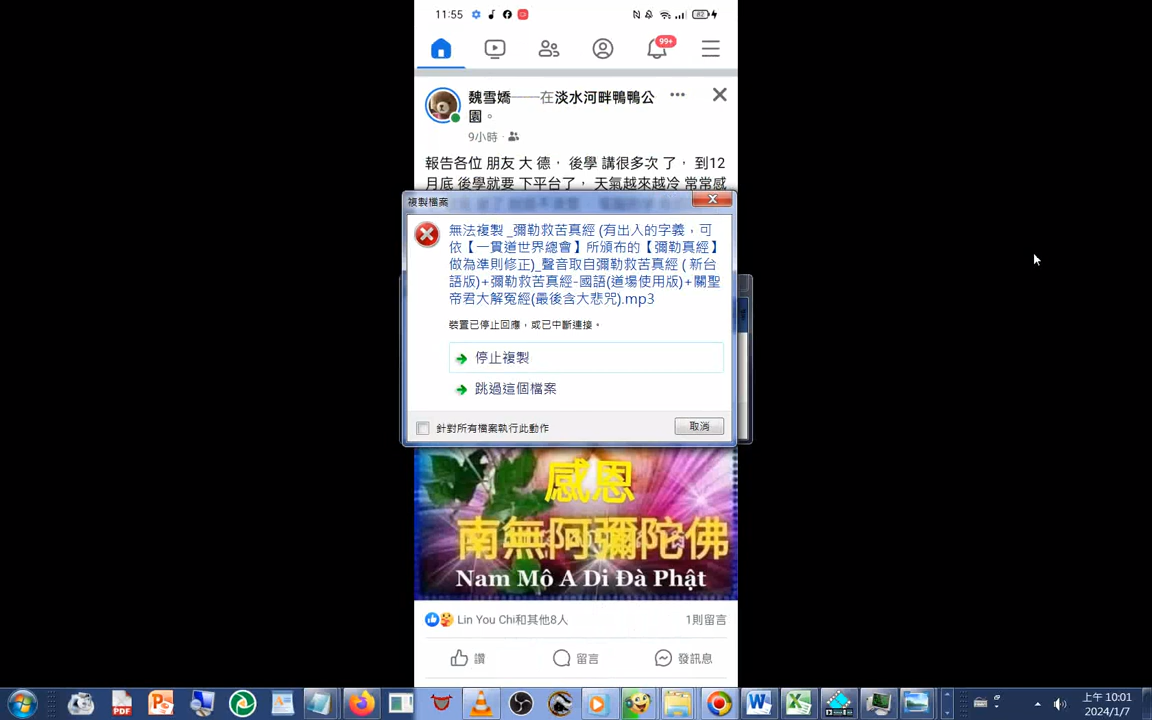 11:55
82
99+
魏雪嬌——在淡水河畔鴨鴨公
園。
9小時
報告各位 朋友 大 德， 後學 講很多次 了， 到12
月底 後學就要 下平台了， 天氣越來越冷 常常感
複製檔案
無法複製 _彌勒救苦真經 (有出入的字義，可
依【一貫道世界總會】所頒布的【彌勒真經】
做為準則修正)_聲音取自彌勒救苦真經 ( 新台
語版)+彌勒救苦真經-國語(道場使用版)+關聖
帝君大解冤經(最後含大悲咒).mp3
裝置已停止回應，或已中斷連接。
停止複製
跳過這個檔案
針對所有檔案執行此動作
取消
感恩
南無阿彌陀佛
Nam Mô A Di Đà Phật
Lin You Chi和其他8人
1則留言
讚
留言
發訊息
PDF
上午 10:01
2024/1/7